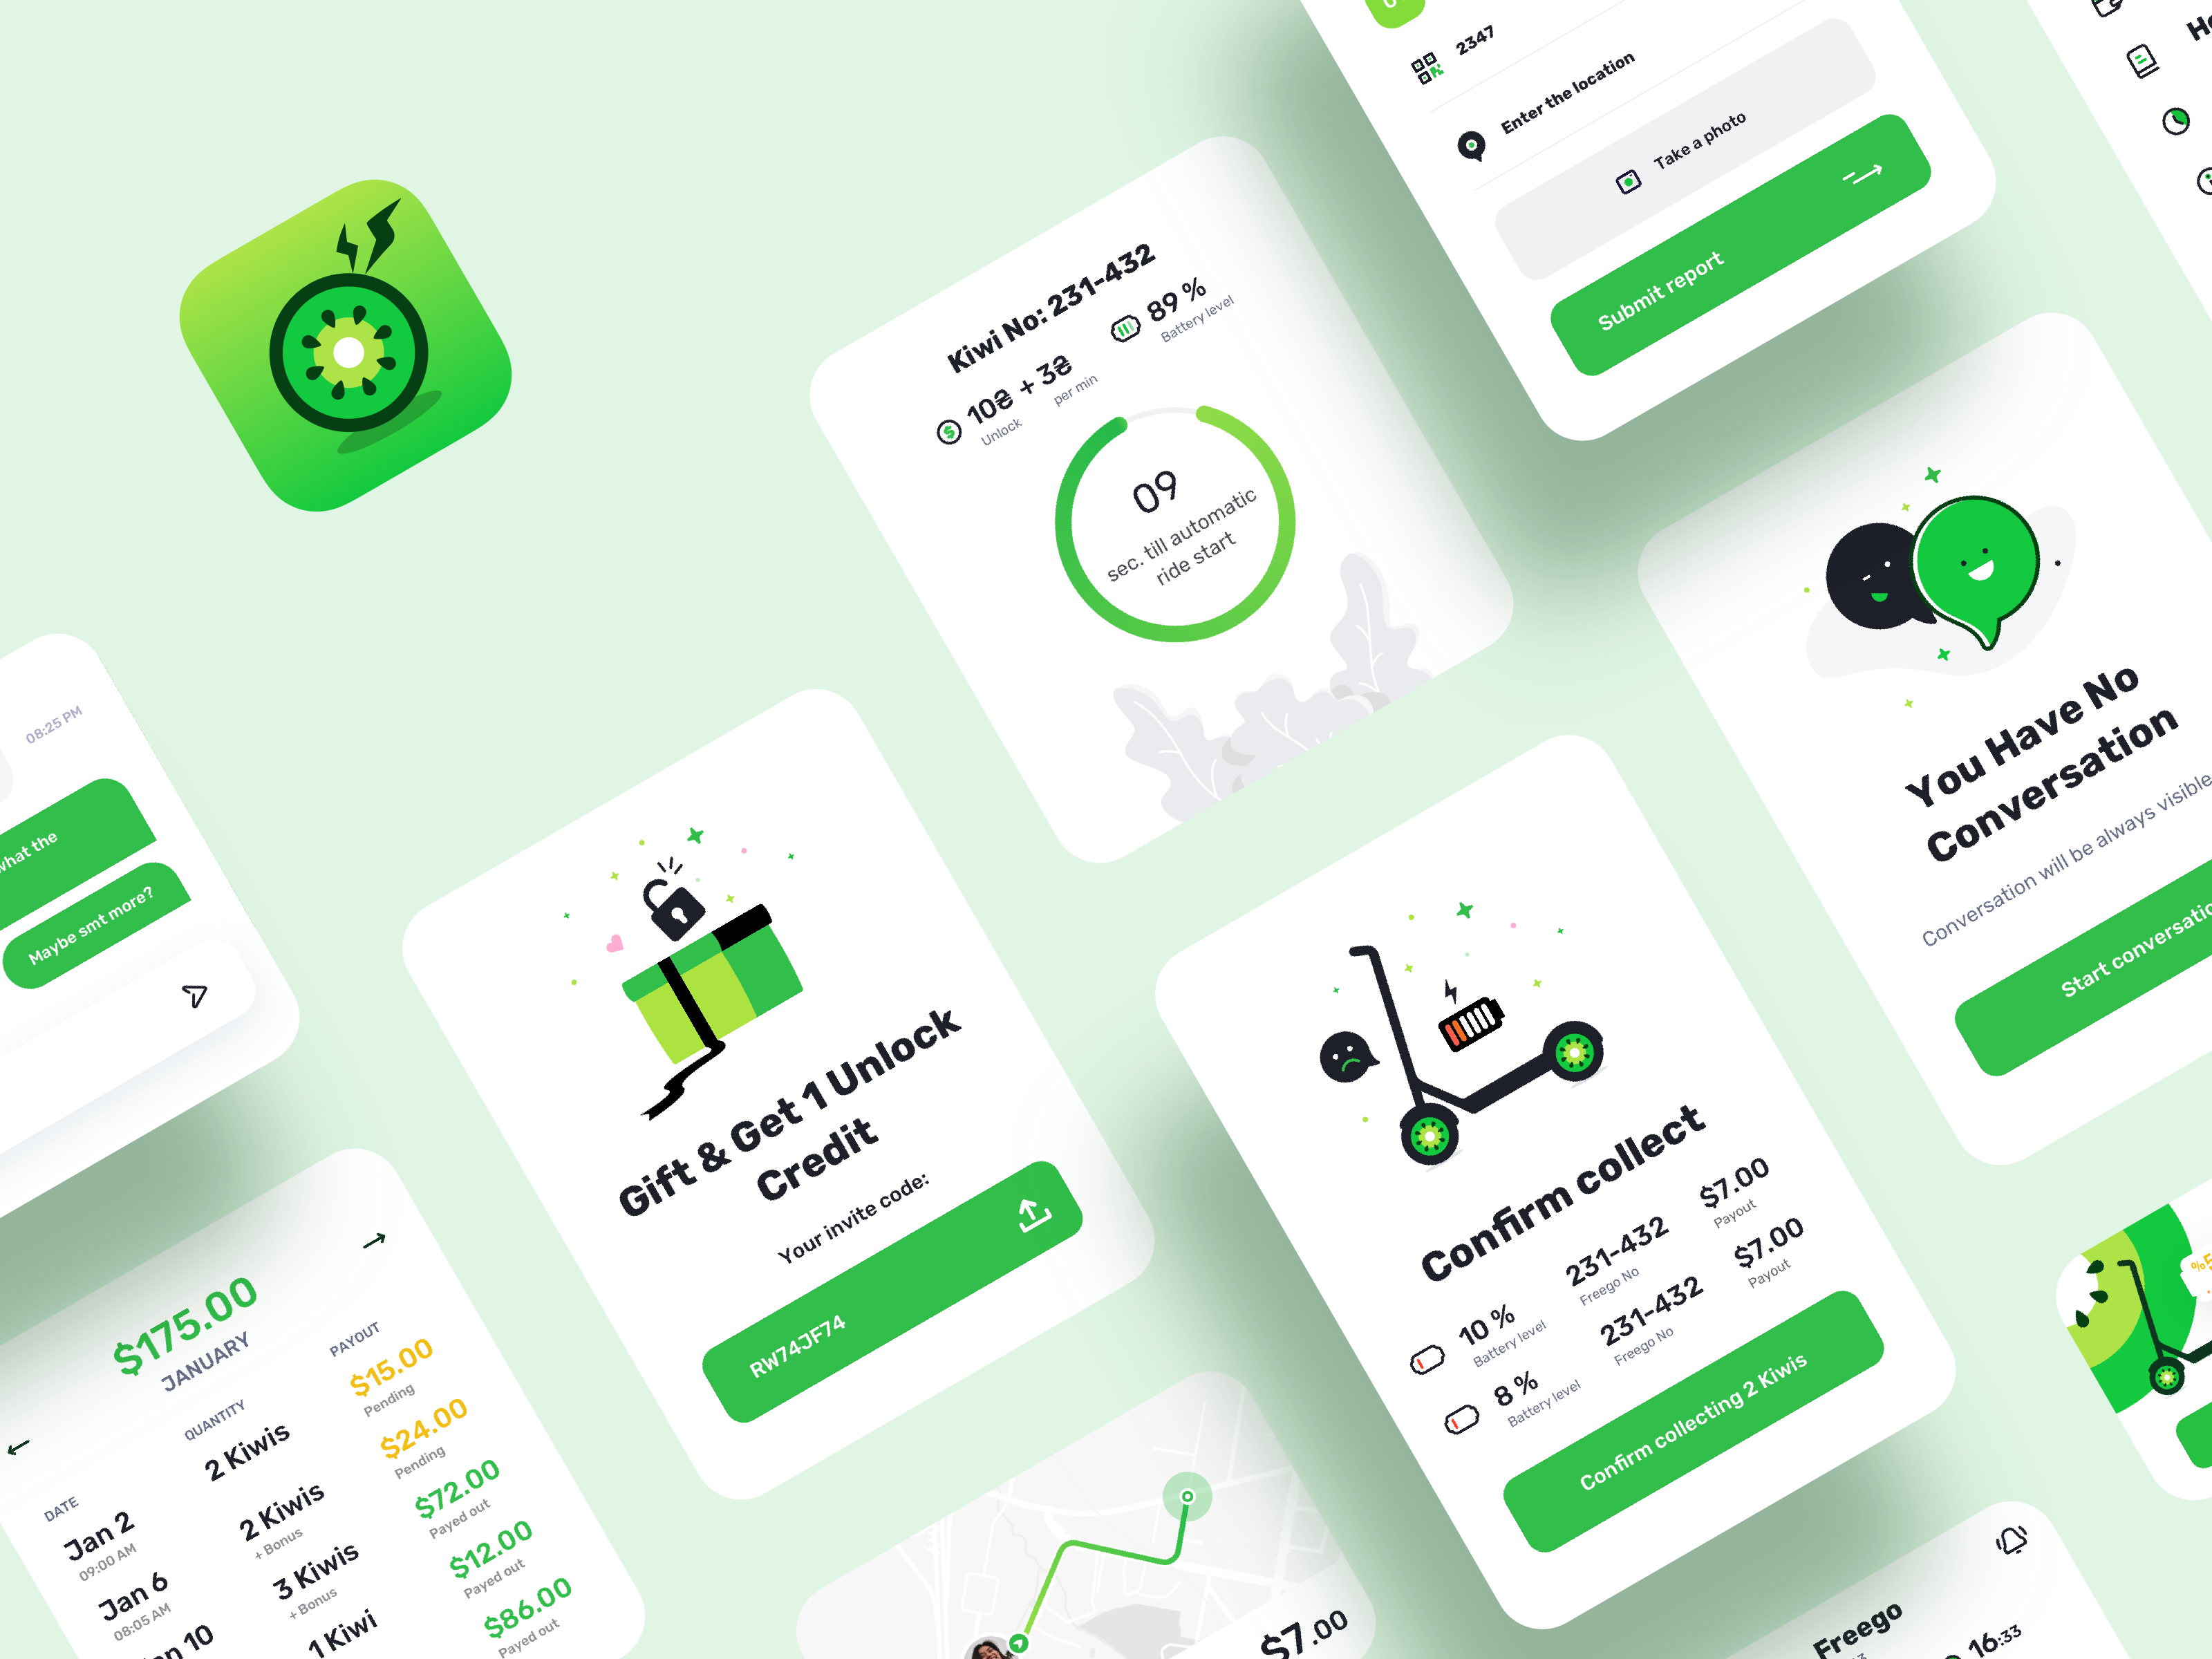 2347
Enter the location
Take a photo
Submit report
Kiwi No: 231-432
10₴ + 3₴
Unlock
per min
89 %
Battery level
09
sec. till automatic
ride start
You Have No
Conversation
Conversation will be always visible
Start conversation
08:25 PM
what the
Maybe smt more?
Gift & Get 1 Unlock
Credit
Your invite code:
RW74JF74
Confirm collect
10 %
Battery level
231-432
Freego No
$7.00
Payout
8 %
Battery level
231-432
Freego No
$7.00
Payout
Confirm collecting 2 Kiwis
$175.00
JANUARY
DATE
QUANTITY
PAYOUT
Jan 2
09:00 AM
2 Kiwis
$15.00
Pending
Jan 6
08:05 AM
2 Kiwis
+ Bonus
$24.00
Pending
Jan 10
3 Kiwis
+ Bonus
$72.00
Payed out
1 Kiwi
$12.00
Payed out
$86.00
Payed out
$7.00
Freego
16:33